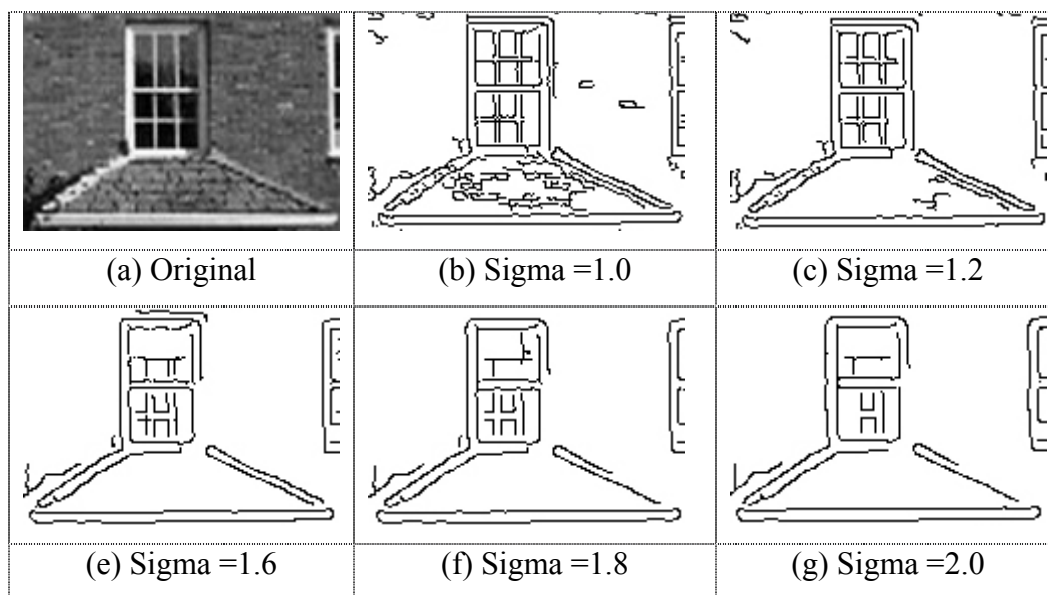 (a) Original
(b) Sigma =1.0
(c) Sigma =1.2
(e) Sigma =1.6
(f) Sigma =1.8
(g) Sigma =2.0